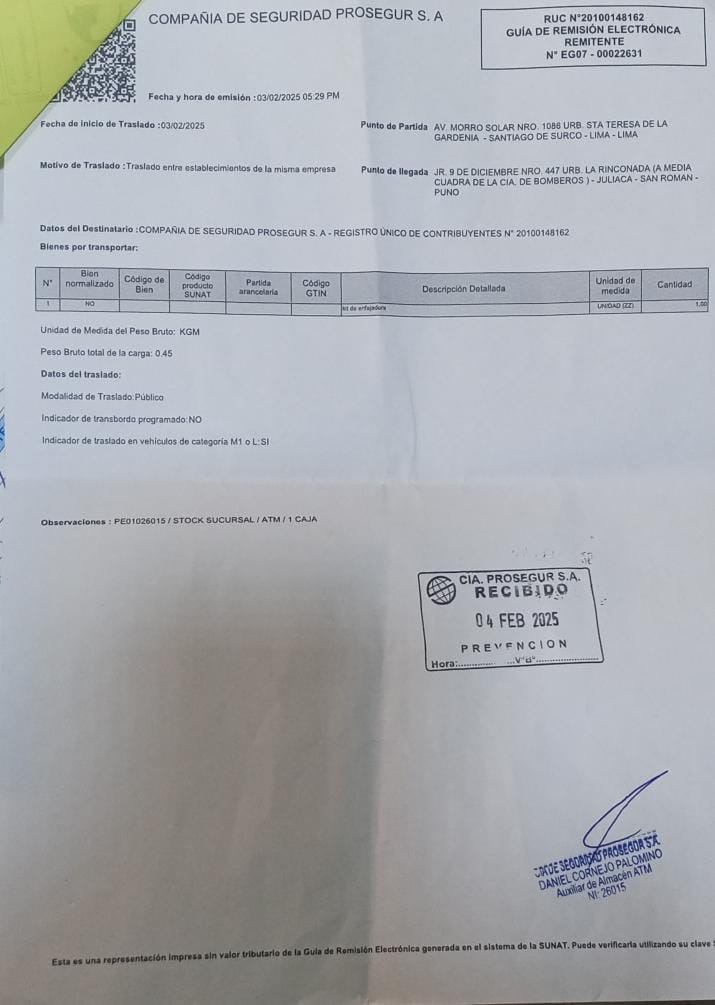 COMPAÑIA DE SEGURIDAD PROSEGUR S. A
RUC N°20100148162
GUÍA DE REMISIÓN ELECTRÓNICA
REMITENTE
N° EG07 - 00022631
Fecha y hora de emisión :03/02/2025 05:29 PM
Fecha de inicio de Traslado :03/02/2025
Punto de Partida AV. MORRO SOLAR NRO. 1086 URB. STA TERESA DE LA
GARDENIA - SANTIAGO DE SURCO - LIMA - LIMA
Motivo de Traslado :Traslado entre establecimientos de la misma empresa
Punto de llegada JR. 9 DE DICIEMBRE NRO. 447 URB. LA RINCONADA (A MEDIA
CUADRA DE LA CIA. DE BOMBEROS ) - JULIACA - SAN ROMAN -
PUNO
Datos del Destinatario :COMPAÑIA DE SEGURIDAD PROSEGUR S. A - REGISTRO ÚNICO DE CONTRIBUYENTES N° 20100148162
Bienes por transportar:
N° Bien normalizado Código de Bien Código producto SUNAT Partida arancelaria Código GTIN Descripción Detallada Unidad de medida Cantidad
1 NO kit de enfajadora UNIDAD (ZZ) 1.00
Unidad de Medida del Peso Bruto: KGM
Peso Bruto total de la carga: 0.45
Datos del traslado:
Modalidad de Traslado:Público
Indicador de transbordo programado:NO
Indicador de traslado en vehículos de categoría M1 o L:SI
Observaciones : PE01026015 / STOCK SUCURSAL / ATM / 1 CAJA
CIA. PROSEGUR S.A.
RECIBIDO
04 FEB 2025
PREVENCION
Hora:............ ...V°B°................
DE SEGURIDAD PROSEGUR S.A.
DANIEL CORNEJO PALOMINO
Auxiliar de Almacén ATM
NI: 26015
Esta es una representación impresa sin valor tributario de la Guía de Remisión Electrónica generada en el sistema de la SUNAT. Puede verificarla utilizando su clave